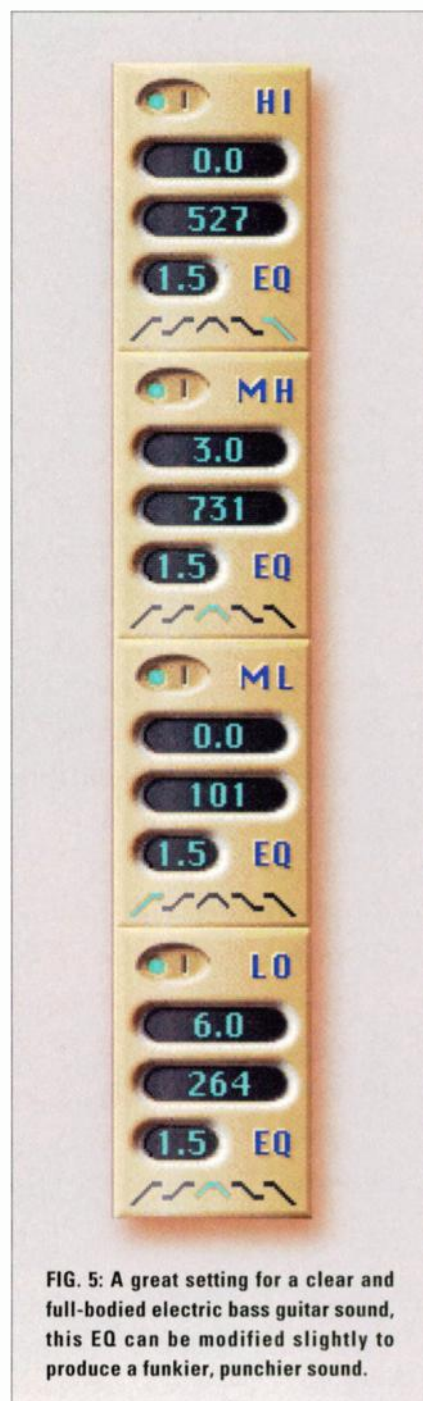 HI
0.0
527
1.5 EQ
MH
3.0
731
1.5 EQ
ML
0.0
101
1.5 EQ
LO
6.0
264
1.5 EQ
FIG. 5: A great setting for a clear and
full-bodied electric bass guitar sound,
this EQ can be modified slightly to
produce a funkier, punchier sound.